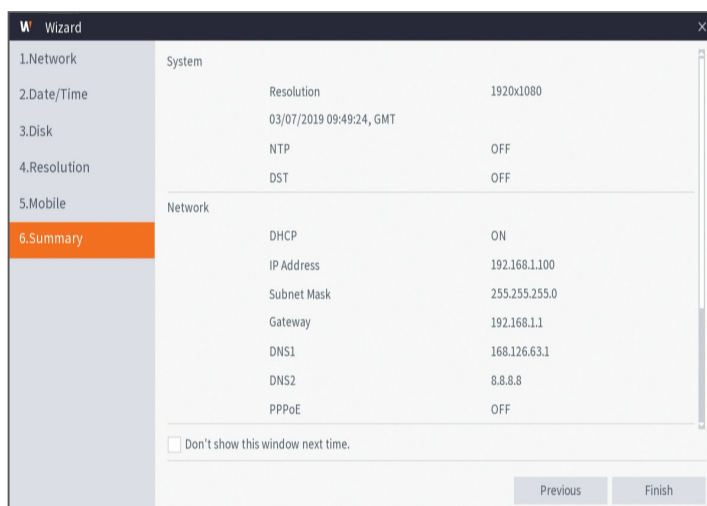 Wizard
1.Network
2.Date/Time
3.Disk
4.Resolution
5.Mobile
6.Summary
System
Resolution 1920x1080
03/07/2019 09:49:24, GMT
NTP OFF
DST OFF
Network
DHCP ON
IP Address 192.168.1.100
Subnet Mask 255.255.255.0
Gateway 192.168.1.1
DNS1 168.126.63.1
DNS2 8.8.8.8
PPPoE OFF
Don't show this window next time.
Previous Finish